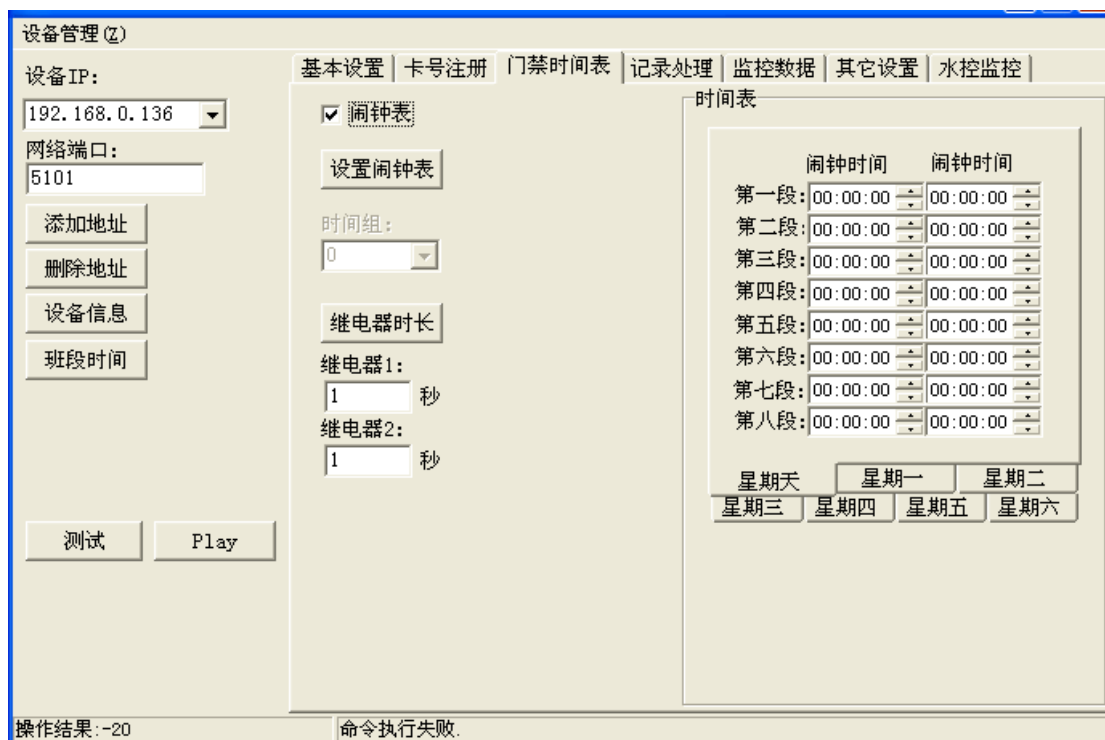 设备管理(Z)
设备IP:
192.168.0.136
网络端口:
5101
添加地址
删除地址
设备信息
班段时间
测试 Play
基本设置 卡号注册 门禁时间表 记录处理 监控数据 其它设置 水控监控
闹钟表
设置闹钟表
时间组:
0
继电器时长
继电器1:
1 秒
继电器2:
1 秒
时间表
闹钟时间 闹钟时间
第一段: 00:00:00 00:00:00
第二段: 00:00:00 00:00:00
第三段: 00:00:00 00:00:00
第四段: 00:00:00 00:00:00
第五段: 00:00:00 00:00:00
第六段: 00:00:00 00:00:00
第七段: 00:00:00 00:00:00
第八段: 00:00:00 00:00:00
星期天 星期一 星期二
星期三 星期四 星期五 星期六
操作结果:-20 命令执行失败.